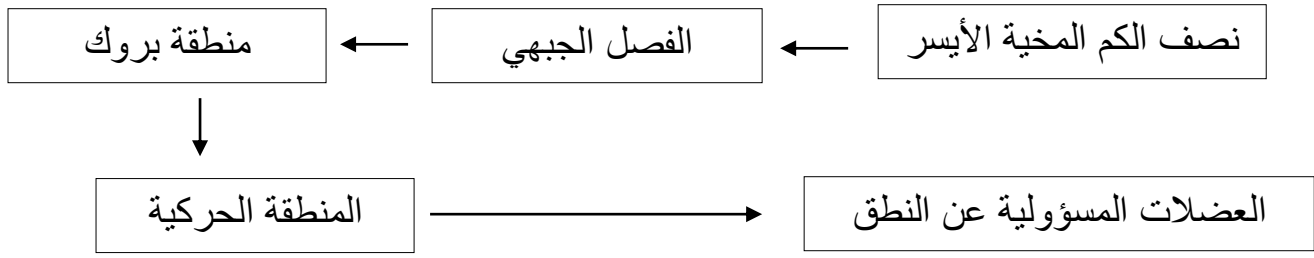 نصف الكم المخية الأيسر
الفصل الجبهي
منطقة بروك
المنطقة الحركية
العضلات المسؤولية عن النطق